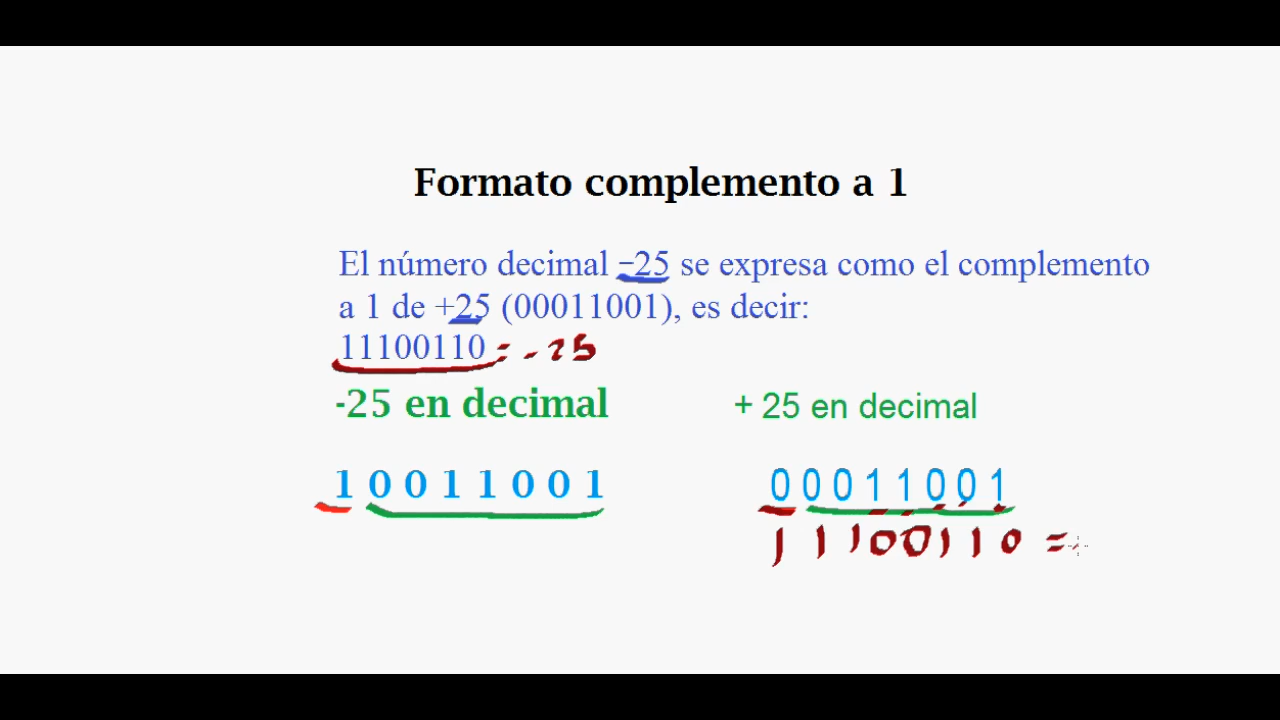 Formato complemento a 1
El número decimal –25 se expresa como el complemento
a 1 de +25 (00011001), es decir:
11100110 = - 25
-25 en decimal
+ 25 en decimal
1 0 0 1 1 0 0 1
0 0 0 1 1 0 0 1
1 1 1 0 0 1 1 0 = -